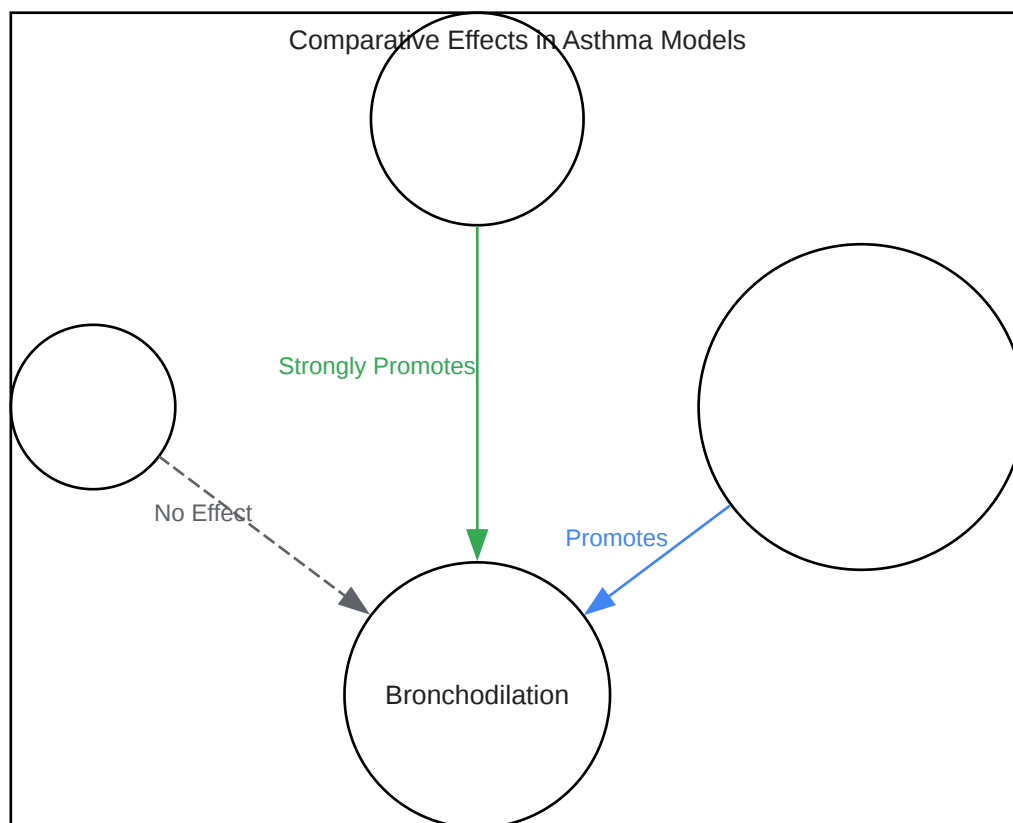 Comparative Effects in Asthma Models
Strongly Promotes
No Effect
Promotes
Bronchodilation